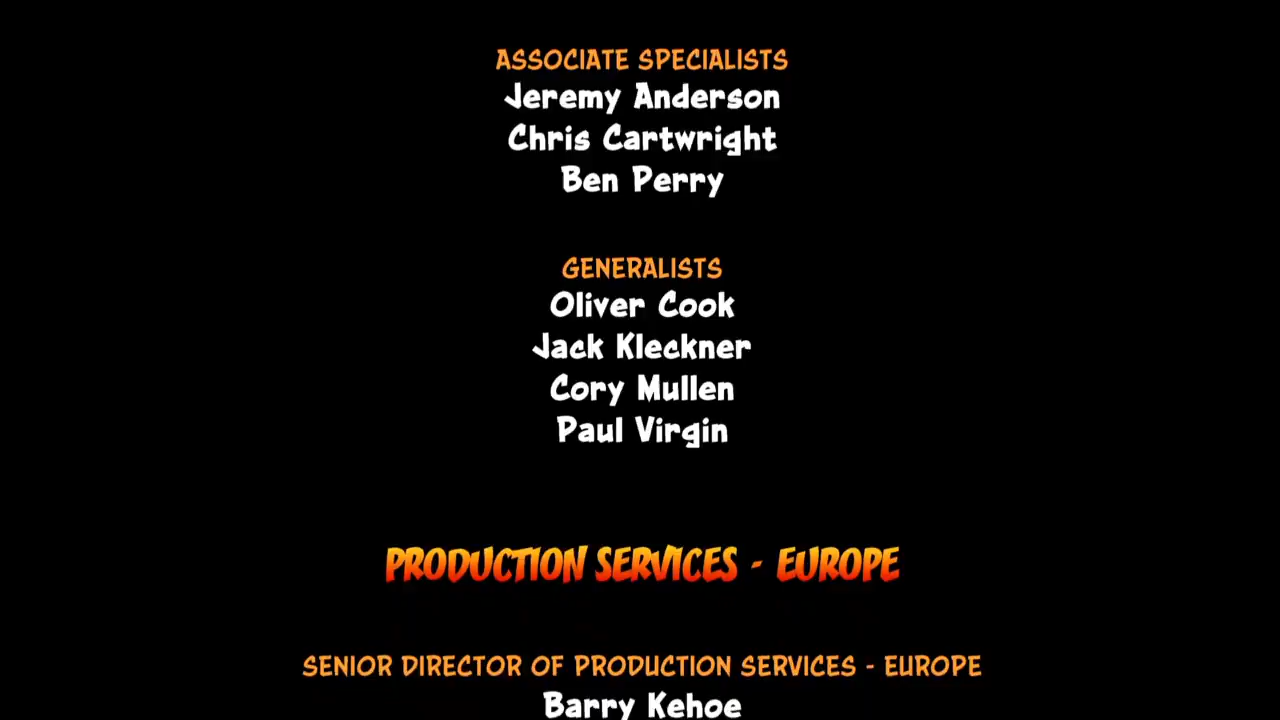 ASSOCIATE SPECIALISTS
Jeremy Anderson
Chris Cartwright
Ben Perry
GENERALISTS
Oliver Cook
Jack Kleckner
Cory Mullen
Paul Virgin
PRODUCTION SERVICES - EUROPE
SENIOR DIRECTOR OF PRODUCTION SERVICES - EUROPE
Barry Kehoe